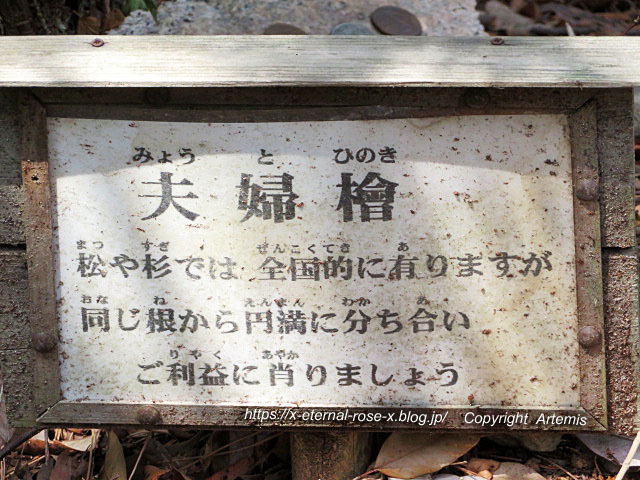 みょう と ひのき
夫婦檜
まつ すぎ ぜんこくてき あ
松や杉では 全国的に有りますが
おな ね えんまん わか あ
同じ根から円満に分ち合い
りやく あやか
ご利益に肖りましょう
https://x-eternal-rose-x.blog.jp/ Copyright Artemis